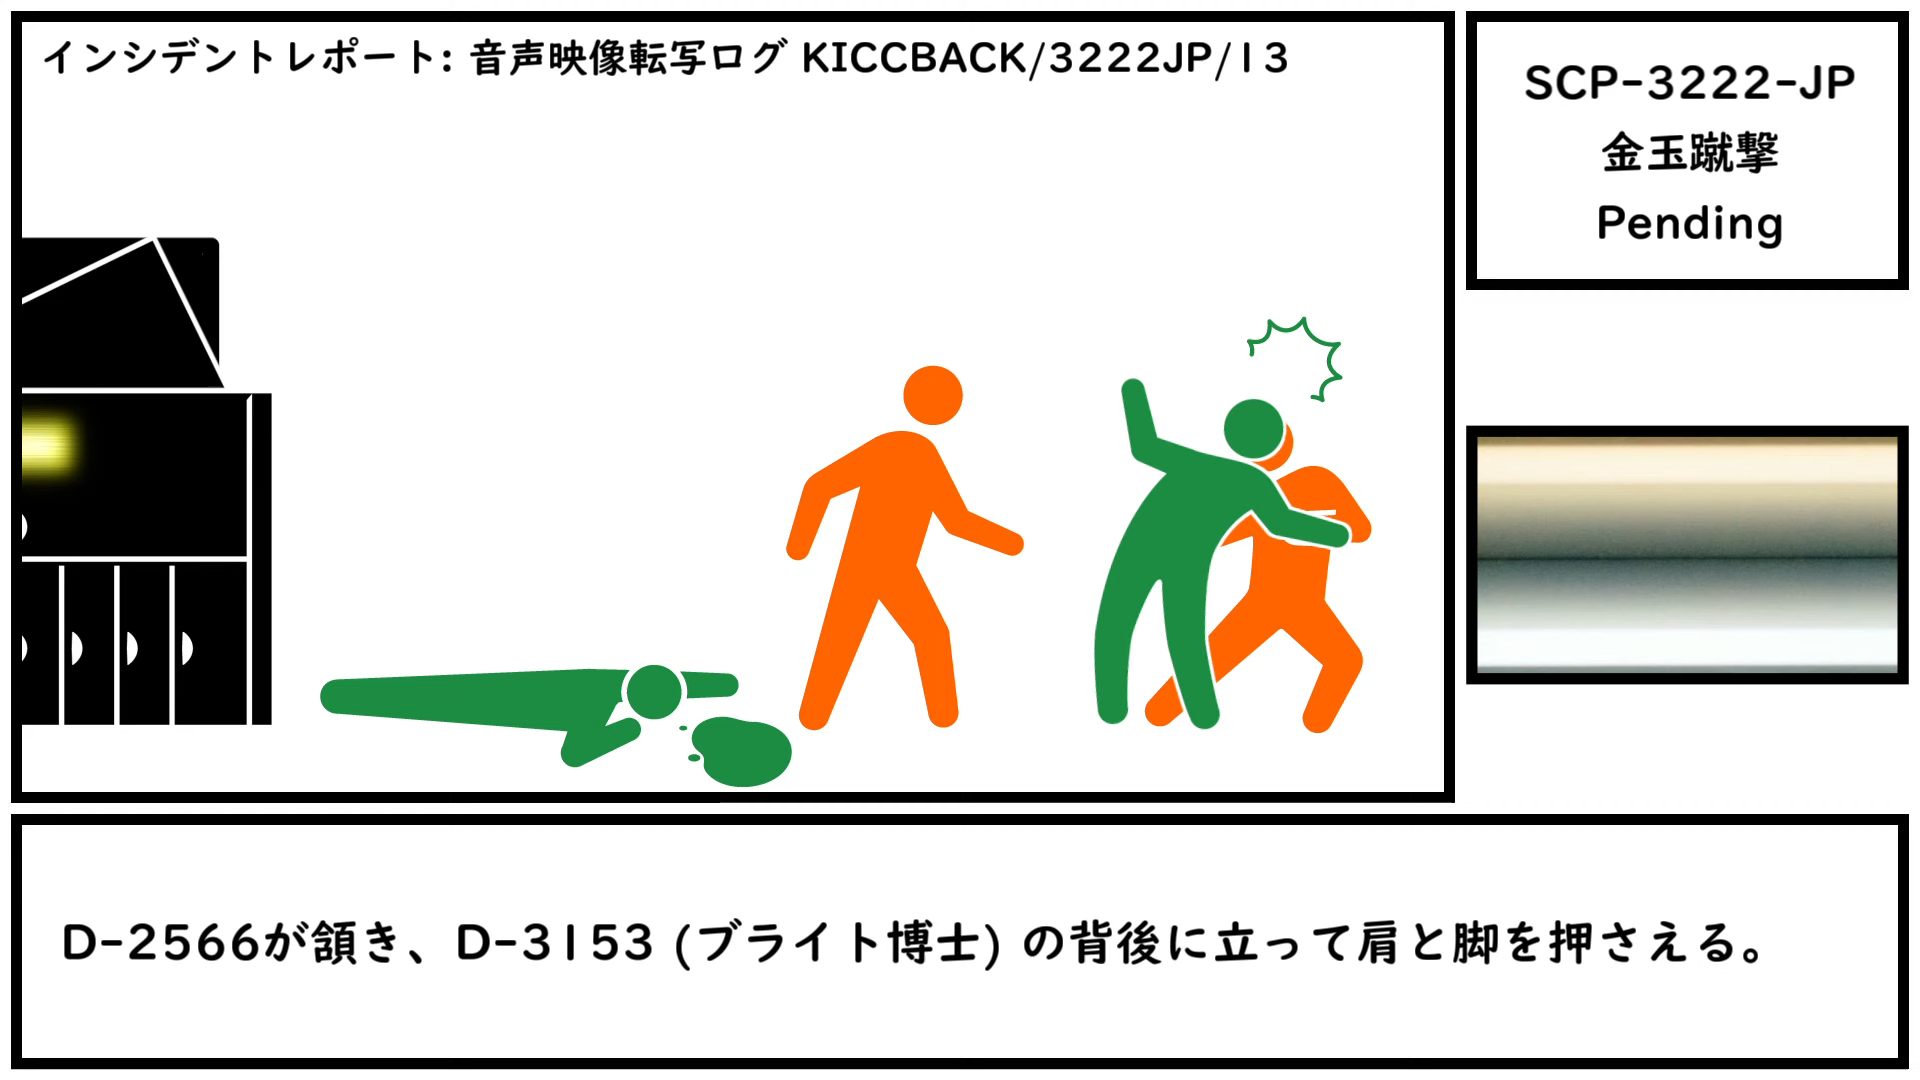 インシデントレポート: 音声映像転写ログ KICCBACK/3222JP/13
SCP-3222-JP
金玉蹴撃
Pending
D-2566が頷き、D-3153 (ブライト博士) の背後に立って肩と脚を押さえる。